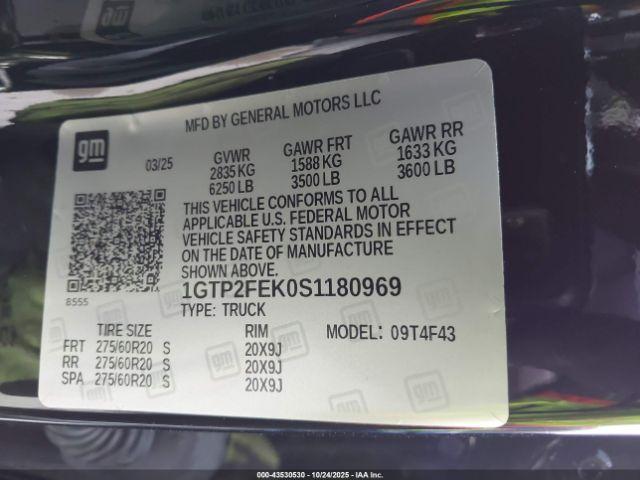 gm
MFD BY GENERAL MOTORS LLC
03/25
GVWR GAWR FRT GAWR RR
2835 KG 1588 KG 1633 KG
6250 LB 3500 LB 3600 LB
THIS VEHICLE CONFORMS TO ALL
APPLICABLE U.S. FEDERAL MOTOR
VEHICLE SAFETY STANDARDS IN EFFECT
ON THE DATE OF MANUFACTURE
SHOWN ABOVE.
8555
1GTP2FEK0S1180969
TYPE: TRUCK
TIRE SIZE RIM MODEL: 09T4F43
FRT 275/60R20 S 20X9J
RR 275/60R20 S 20X9J
SPA 275/60R20 S 20X9J
00-43530530 - 10/24/2025 - IAA Inc.